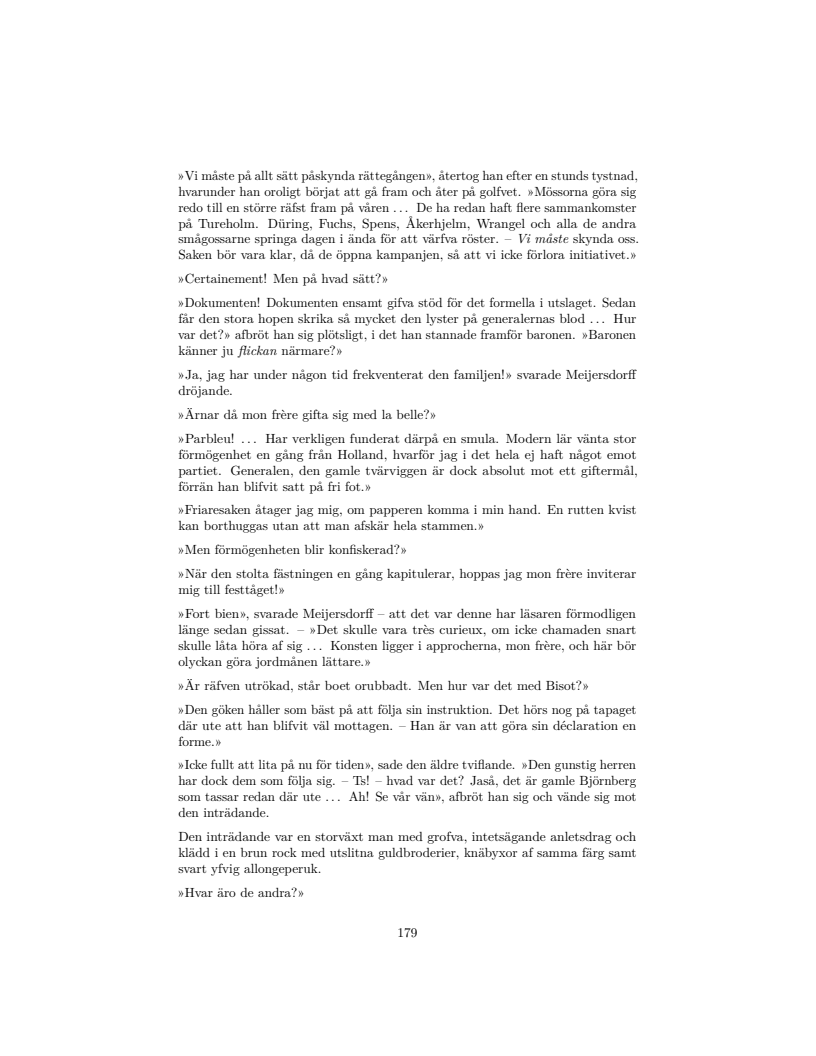 »Vi måste på allt sätt påskynda rättegången», återtog han efter en stunds tystnad,
hvarunder han oroligt börjat att gå fram och åter på golfvet. »Mössorna göra sig
redo till en större räfst fram på våren ... De ha redan haft flere sammankomster
på Tureholm. Düring, Fuchs, Spens, Åkerhjelm, Wrangel och alla de andra
smågossarne springa dagen i ända för att värfva röster. – Vi måste skynda oss.
Saken bör vara klar, då de öppna kampanjen, så att vi icke förlora initiativet.»
»Certainement! Men på hvad sätt?»
»Dokumenten! Dokumenten ensamt gifva stöd för det formella i utslaget. Sedan
får den stora hopen skrika så mycket den lyster på generalernas blod ... Hur
var det?» afbröt han sig plötsligt, i det han stannade framför baronen. »Baronen
känner ju flickan närmare?»
»Ja, jag har under någon tid frekventerat den familjen!» svarade Meijersdorff
dröjande.
»Ärnar då mon frère gifta sig med la belle?»
»Parbleu! ... Har verkligen funderat därpå en smula. Modern lär vänta stor
förmögenhet en gång från Holland, hvarför jag i det hela ej haft något emot
partiet. Generalen, den gamle tvärviggen är dock absolut mot ett giftermål,
förrän han blifvit satt på fri fot.»
»Friaresaken åtager jag mig, om papperen komma i min hand. En rutten kvist
kan borthuggas utan att man afskär hela stammen.»
»Men förmögenheten blir konfiskerad?»
»När den stolta fästningen en gång kapitulerar, hoppas jag mon frère inviterar
mig till festtåget!»
»Fort bien», svarade Meijersdorff – att det var denne har läsaren förmodligen
länge sedan gissat. – »Det skulle vara très curieux, om icke chamaden snart
skulle låta höra af sig ... Konsten ligger i approcherna, mon frère, och här bör
olyckan göra jordmånen lättare.»
»Är räfven utrökad, står boet orubbadt. Men hur var det med Bisot?»
»Den göken håller som bäst på att följa sin instruktion. Det hörs nog på tapaget
där ute att han blifvit väl mottagen. – Han är van att göra sin déclaration en
forme.»
»Icke fullt att lita på nu för tiden», sade den äldre tviflande. »Den gunstig herren
har dock dem som följa sig. – Ts! – hvad var det? Jaså, det är gamle Björnberg
som tassar redan där ute ... Ah! Se vår vän», afbröt han sig och vände sig mot
den inträdande.
Den inträdande var en storväxt man med grofva, intetsägande anletsdrag och
klädd i en brun rock med utslitna guldbroderier, knäbyxor af samma färg samt
svart yfvig allongeperuk.
»Hvar äro de andra?»
179